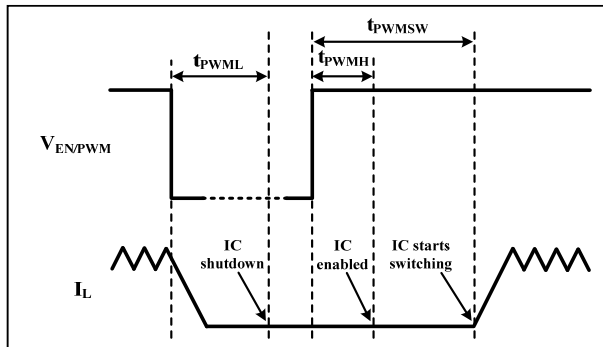 tPWMSW
tPWML
tPWMH
VEN/PWM
IC
shutdown
IC
enabled
IC starts
switching
IL